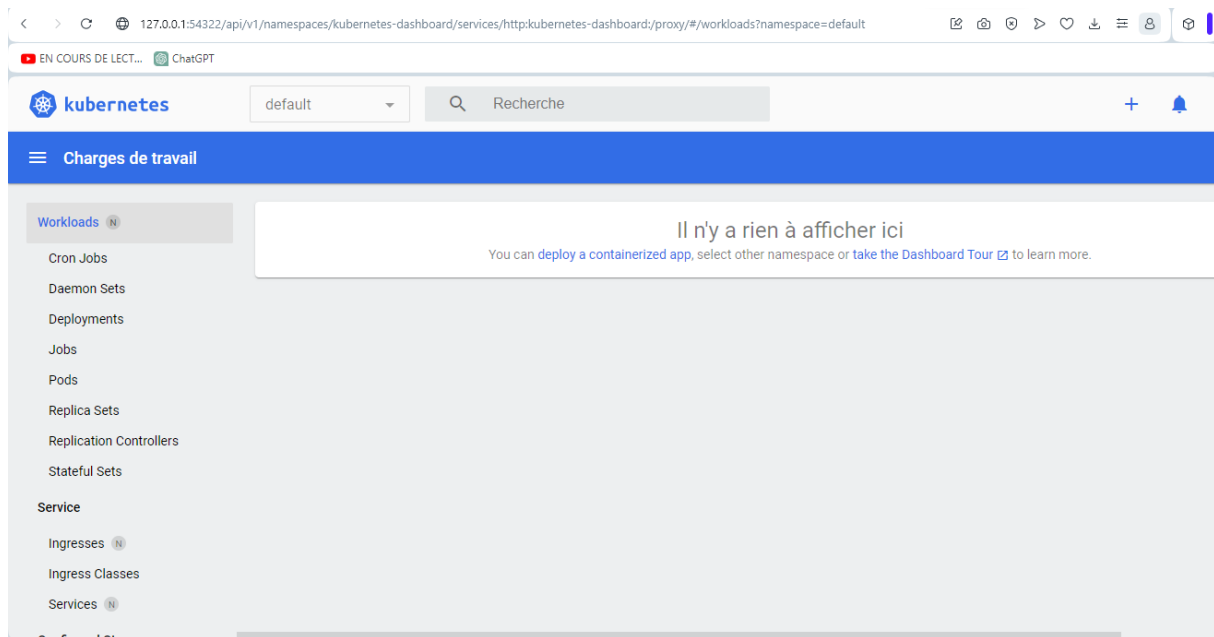 127.0.0.1:54322/api/v1/namespaces/kubernetes-dashboard/services/http:kubernetes-dashboard:/proxy/#/workloads?namespace=default
EN COURS DE LECT... ChatGPT
kubernetes default Recherche
Charges de travail
Workloads N
Il n'y a rien à afficher ici
You can deploy a containerized app, select other namespace or take the Dashboard Tour to learn more.
Cron Jobs
Daemon Sets
Deployments
Jobs
Pods
Replica Sets
Replication Controllers
Stateful Sets
Service
Ingresses N
Ingress Classes
Services N